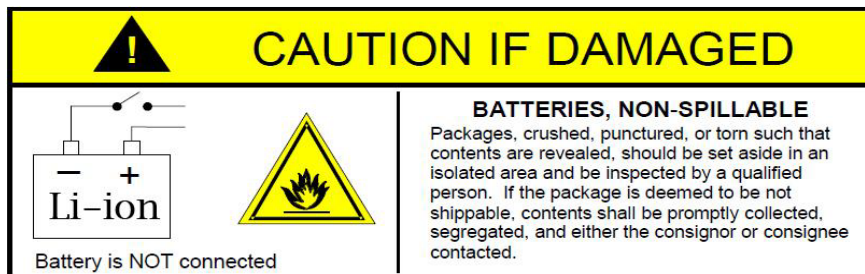 ! CAUTION IF DAMAGED
− +
Li-ion
Battery is NOT connected
BATTERIES, NON-SPILLABLE
Packages, crushed, punctured, or torn such that
contents are revealed, should be set aside in an
isolated area and be inspected by a qualified
person.  If the package is deemed to be not
shippable, contents shall be promptly collected,
segregated, and either the consignor or consignee
contacted.